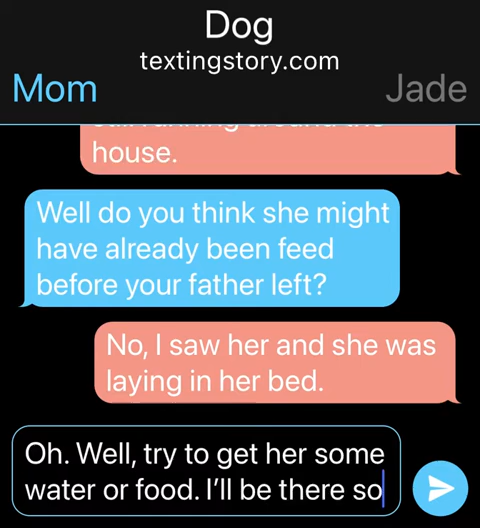 Dog
textingstory.com
Mom Jade
house.
Well do you think she might
have already been feed
before your father left?
No, I saw her and she was
laying in her bed.
Oh. Well, try to get her some
water or food. I’ll be there so